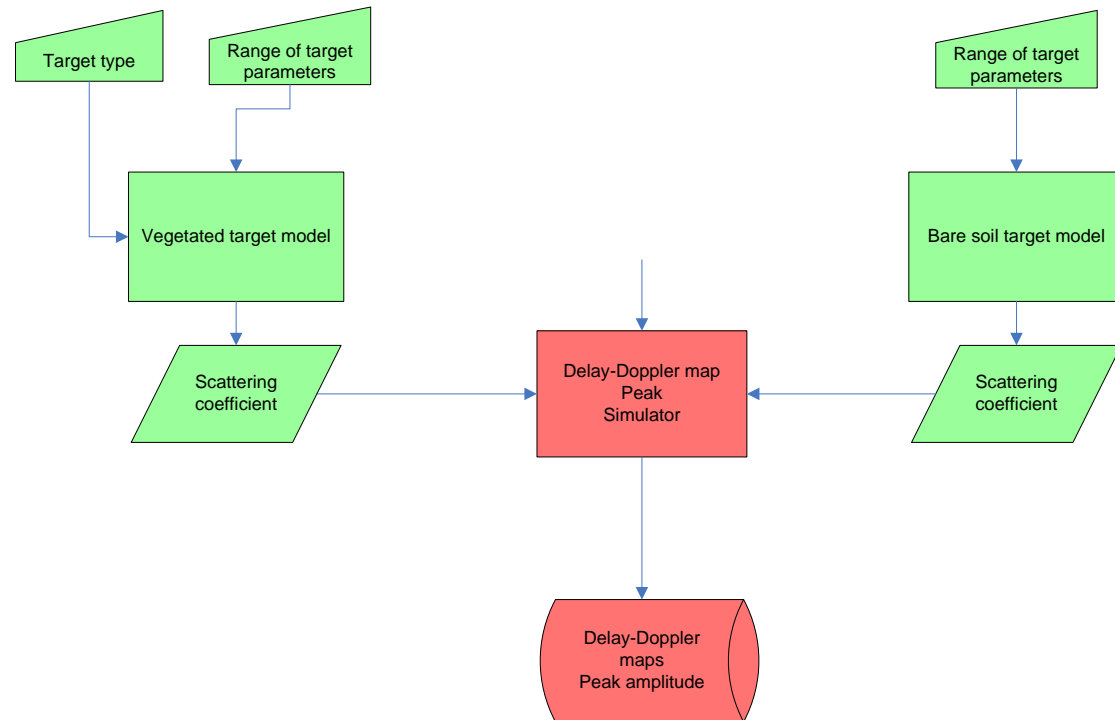 Target type
Range of target
parameters
Range of target
parameters
Vegetated target model
Bare soil target model
Scattering
coefficient
Delay-Doppler map
Peak
Simulator
Scattering
coefficient
Delay-Doppler
maps
Peak amplitude